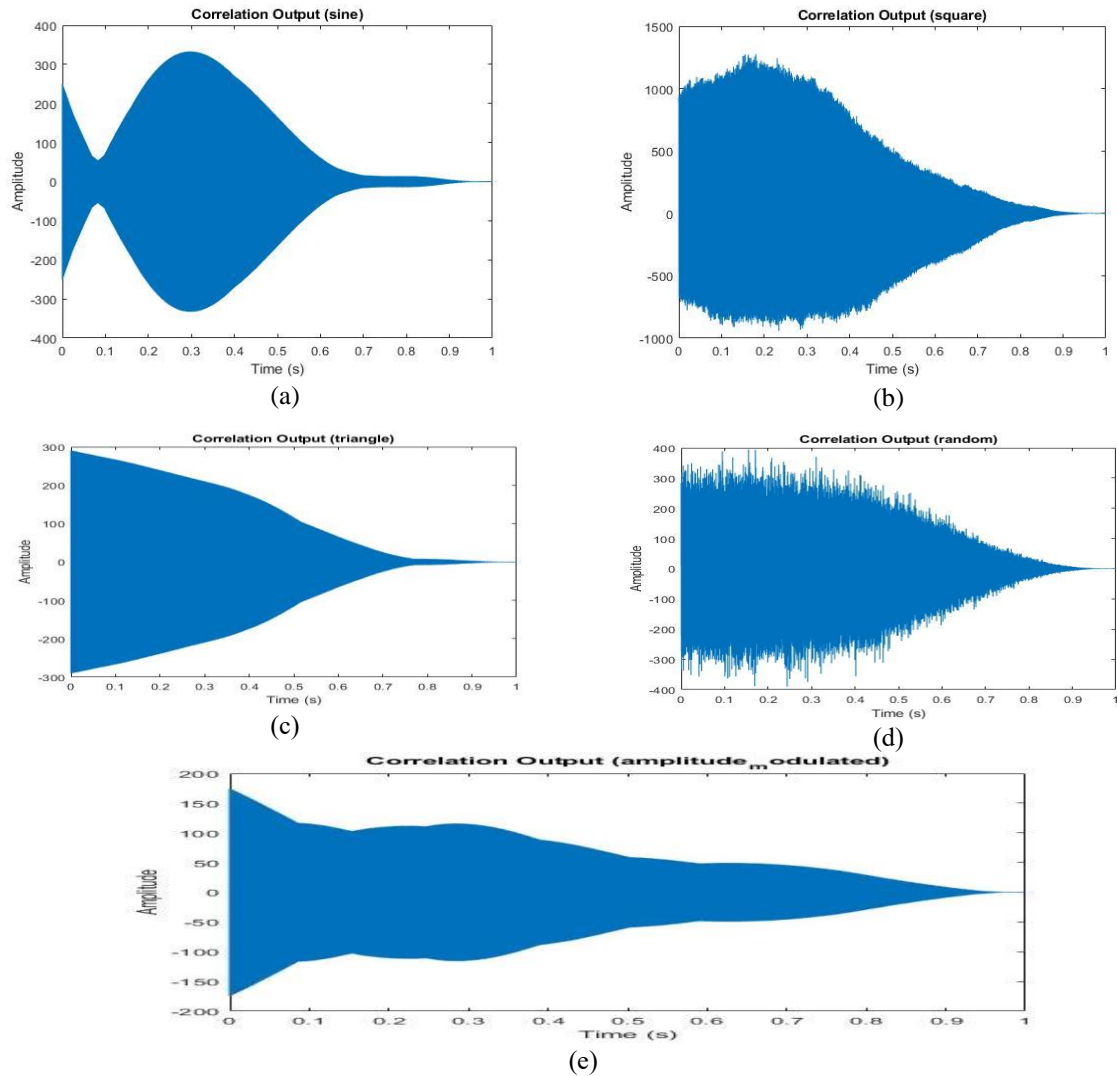 Correlation Output (sine)
400
300
200
100
0
-100
-200
-300
-400
Amplitude
0 0.1 0.2 0.3 0.4 0.5 0.6 0.7 0.8 0.9 1
Time (s)
(a)
Correlation Output (square)
1500
1000
500
0
-500
-1000
Amplitude
0 0.1 0.2 0.3 0.4 0.5 0.6 0.7 0.8 0.9 1
Time (s)
(b)
Correlation Output (triangle)
300
200
100
0
-100
-200
-300
Amplitude
0 0.1 0.2 0.3 0.4 0.5 0.6 0.7 0.8 0.9 1
Time (s)
(c)
Correlation Output (random)
400
300
200
100
0
-100
-200
-300
-400
Amplitude
0 0.1 0.2 0.3 0.4 0.5 0.6 0.7 0.8 0.9 1
Time (s)
(d)
Correlation Output (amplitude_modulated)
200
150
100
50
0
-50
-100
-150
-200
Amplitude
0 0.1 0.2 0.3 0.4 0.5 0.6 0.7 0.8 0.9 1
Time (s)
(e)